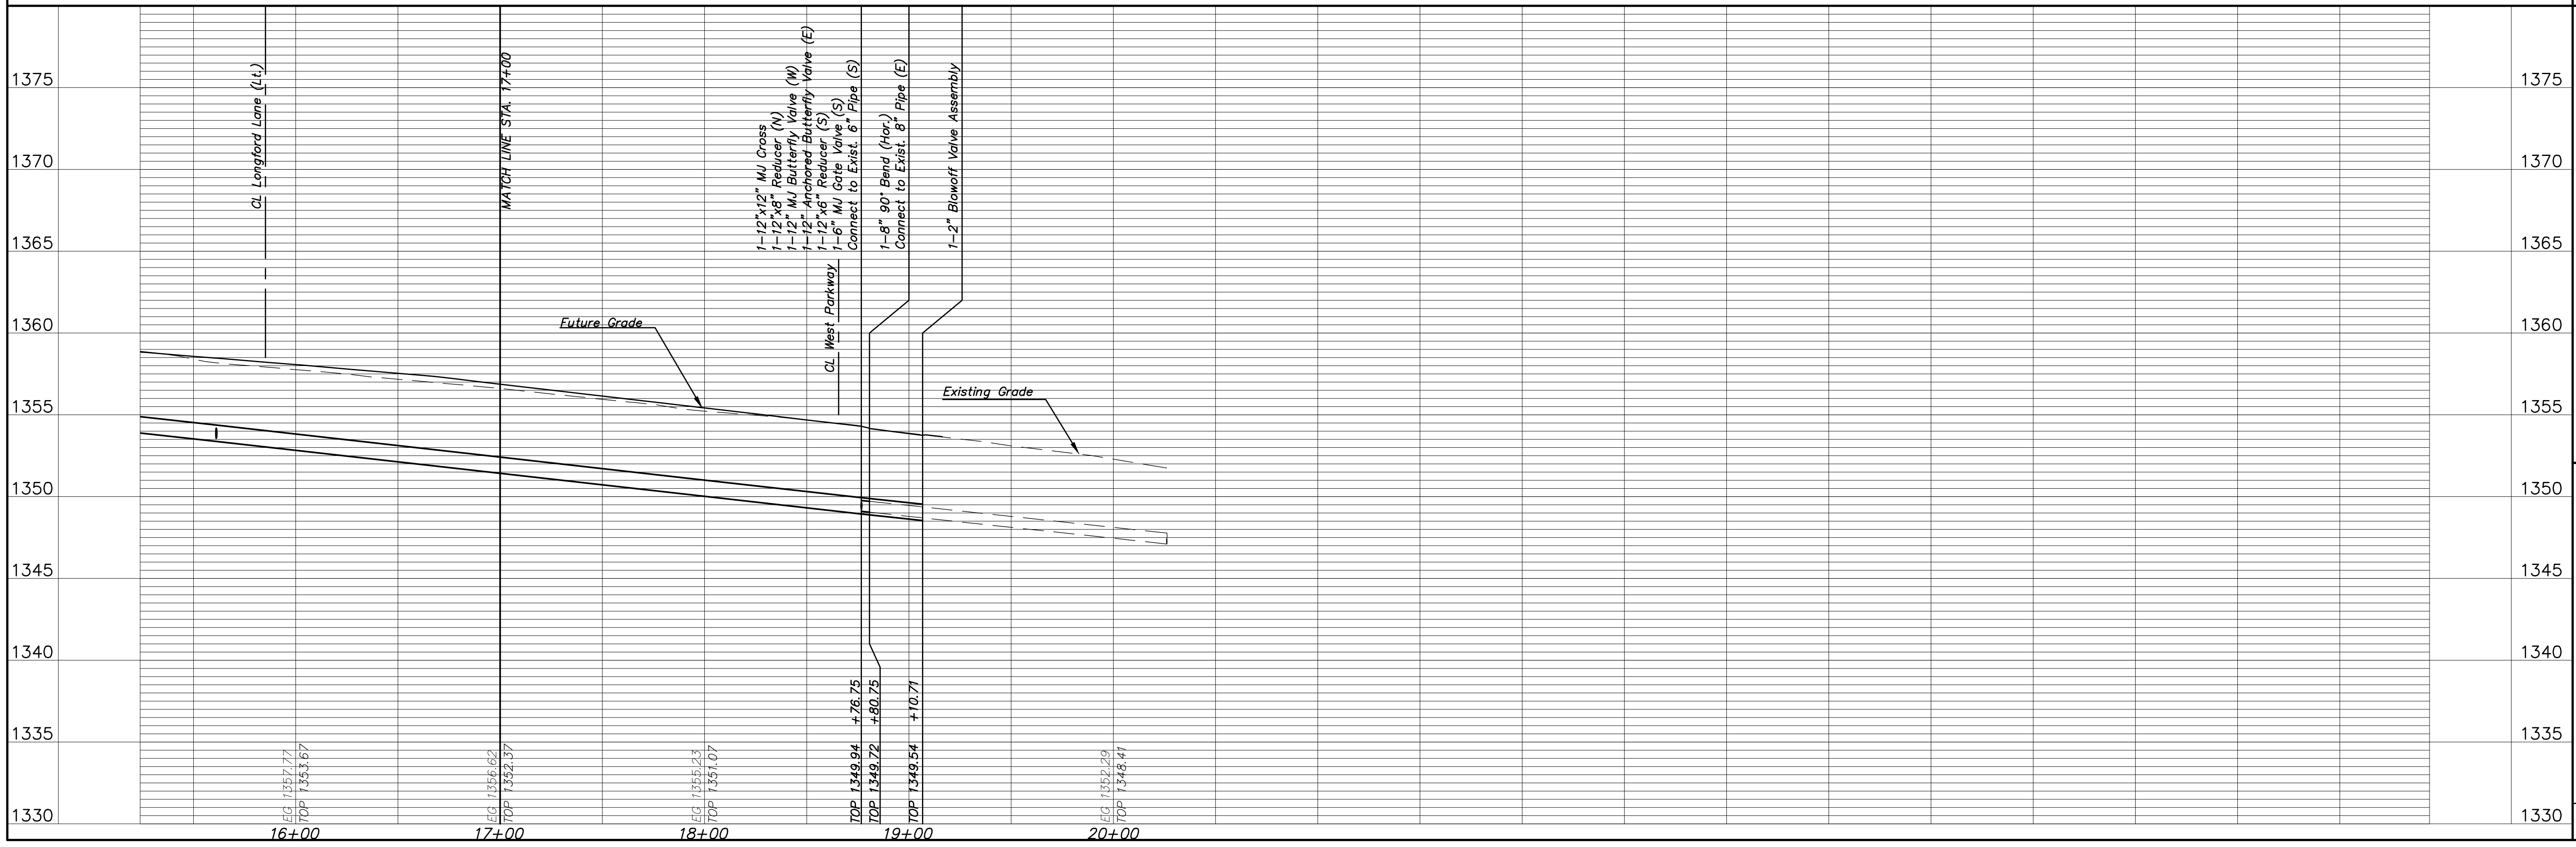 CL Longford Lane (Lt.)
MATCH LINE STA. 17+00
1-12"x12" MJ Cross
1-12"x8" Reducer (N)
1-12" MJ Butterfly Valve (W)
1-12" Anchored Butterfly Valve (E)
1-12"x6" Reducer (S)
1-6" MJ Gate Valve (S)
Connect to Exist. 6" Pipe (S)
1-8" 90° Bend (Hor.)
Connect to Exist. 8" Pipe (E)
1-2" Blowoff Valve Assembly
CL West Parkway
Future Grade
Existing Grade
1375
1375
1370
1370
1365
1365
1360
1360
1355
1355
1350
1350
1345
1345
1340
1340
1335
1335
1330
1330
EG 1357.77
TOP 1353.67
EG 1356.62
TOP 1352.37
EG 1355.23
TOP 1351.07
TOP 1349.94 +76.75
TOP 1349.72 +80.75
TOP 1349.54 +10.71
EG 1352.29
TOP 1348.41
16+00
17+00
18+00
19+00
20+00